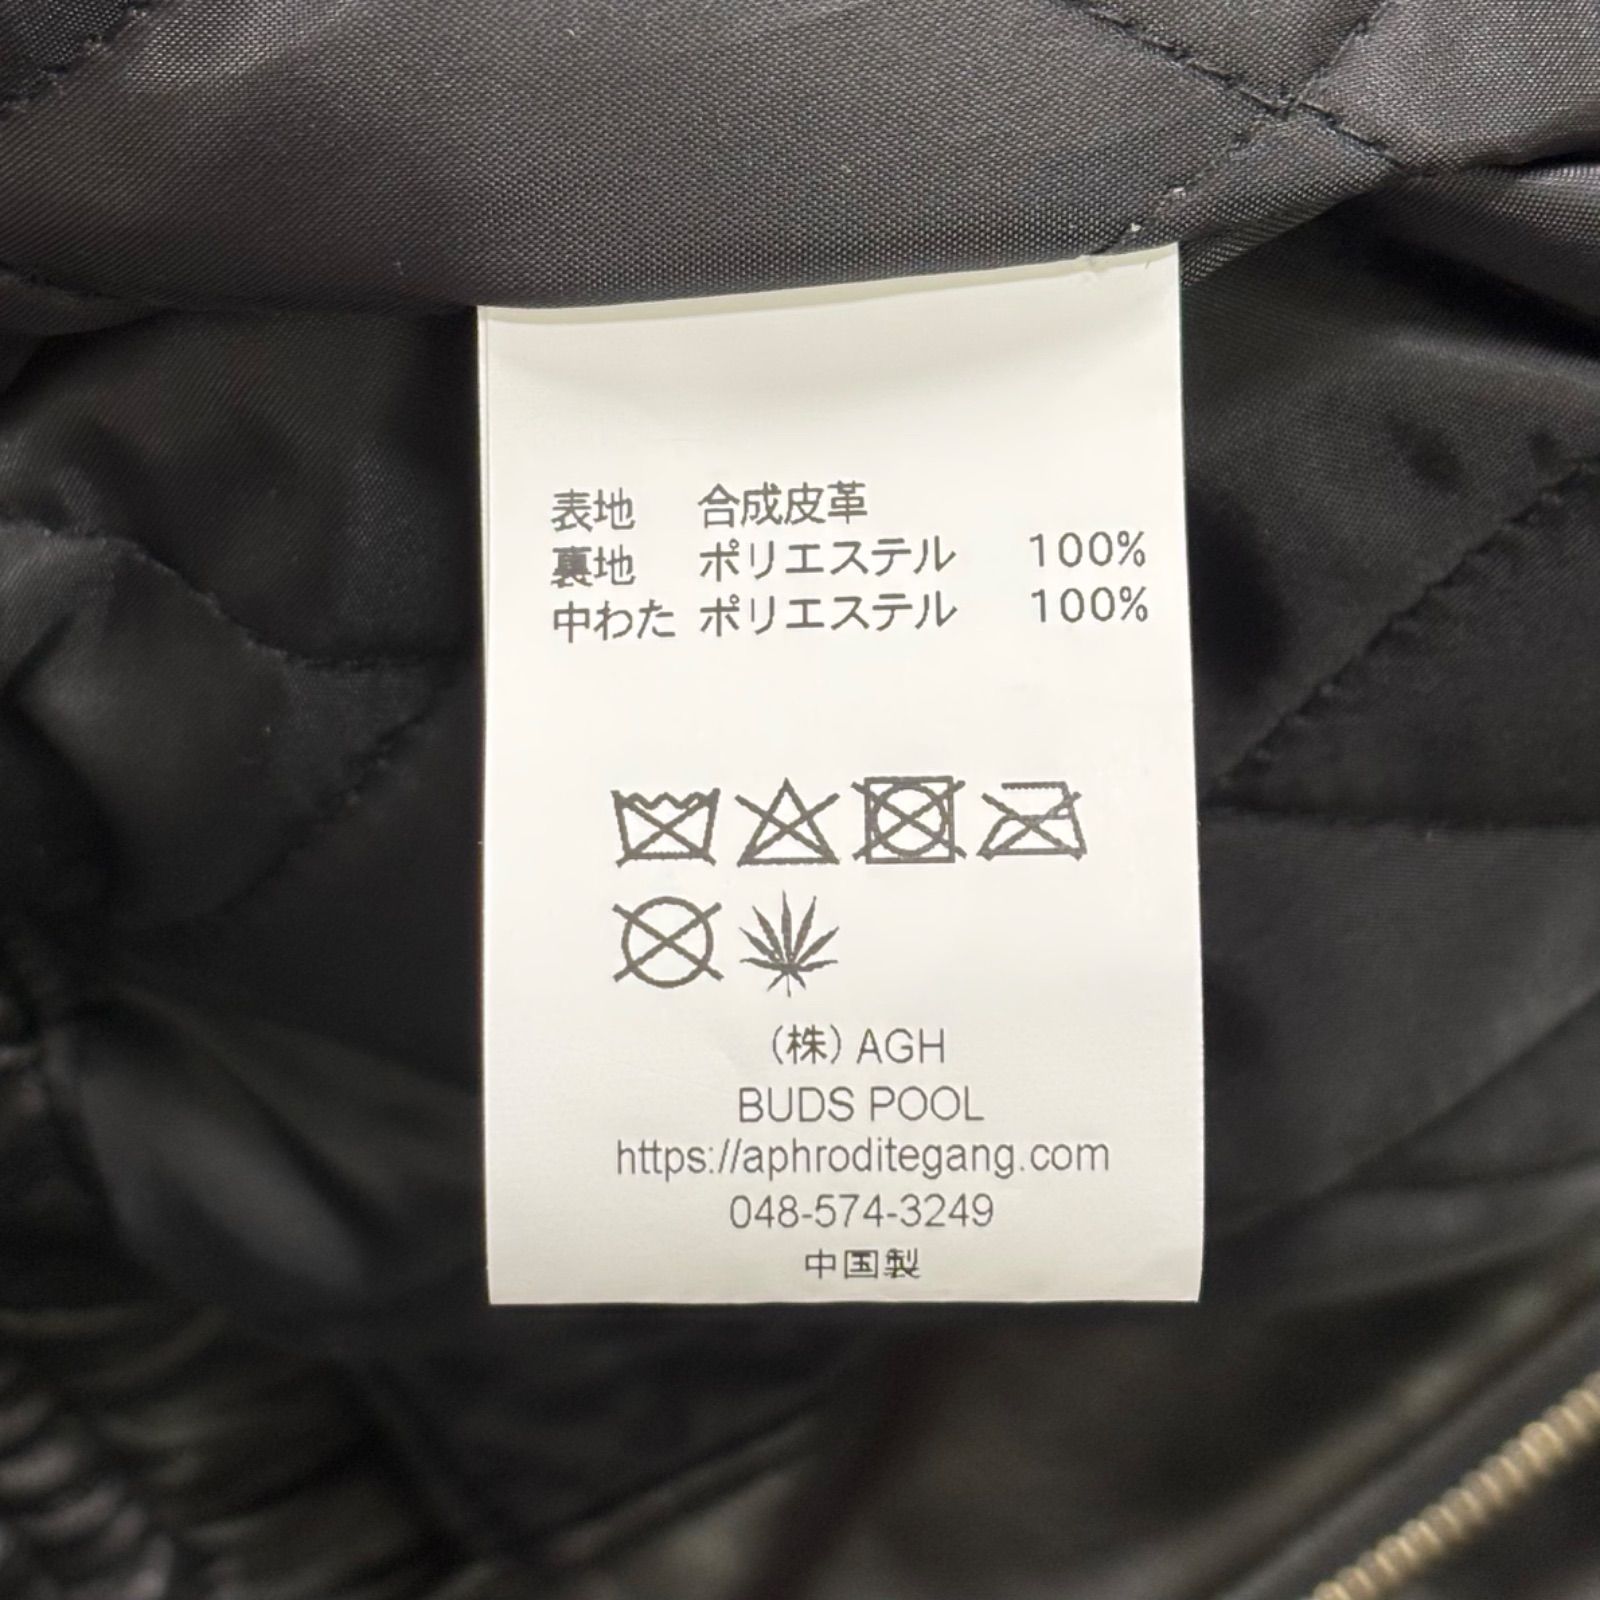 表地 合成皮革
裏地 ポリエステル 100%
中わた ポリエステル 100%
(株) AGH
BUDS POOL
https://aphroditegang.com
048-574-3249
中国製